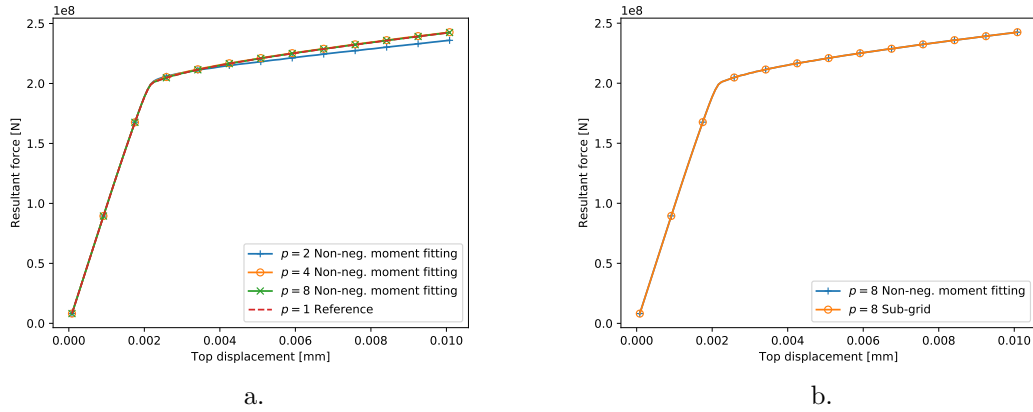 1e8
2.5
2.0
1.5
1.0
0.5
0.0
Resultant force [N]
0.000 0.002 0.004 0.006 0.008 0.010
Top displacement [mm]
p = 2 Non-neg. moment fitting
p = 4 Non-neg. moment fitting
p = 8 Non-neg. moment fitting
p = 1 Reference
a.
1e8
2.5
2.0
1.5
1.0
0.5
0.0
Resultant force [N]
0.000 0.002 0.004 0.006 0.008 0.010
Top displacement [mm]
p = 8 Non-neg. moment fitting
p = 8 Sub-grid
b.